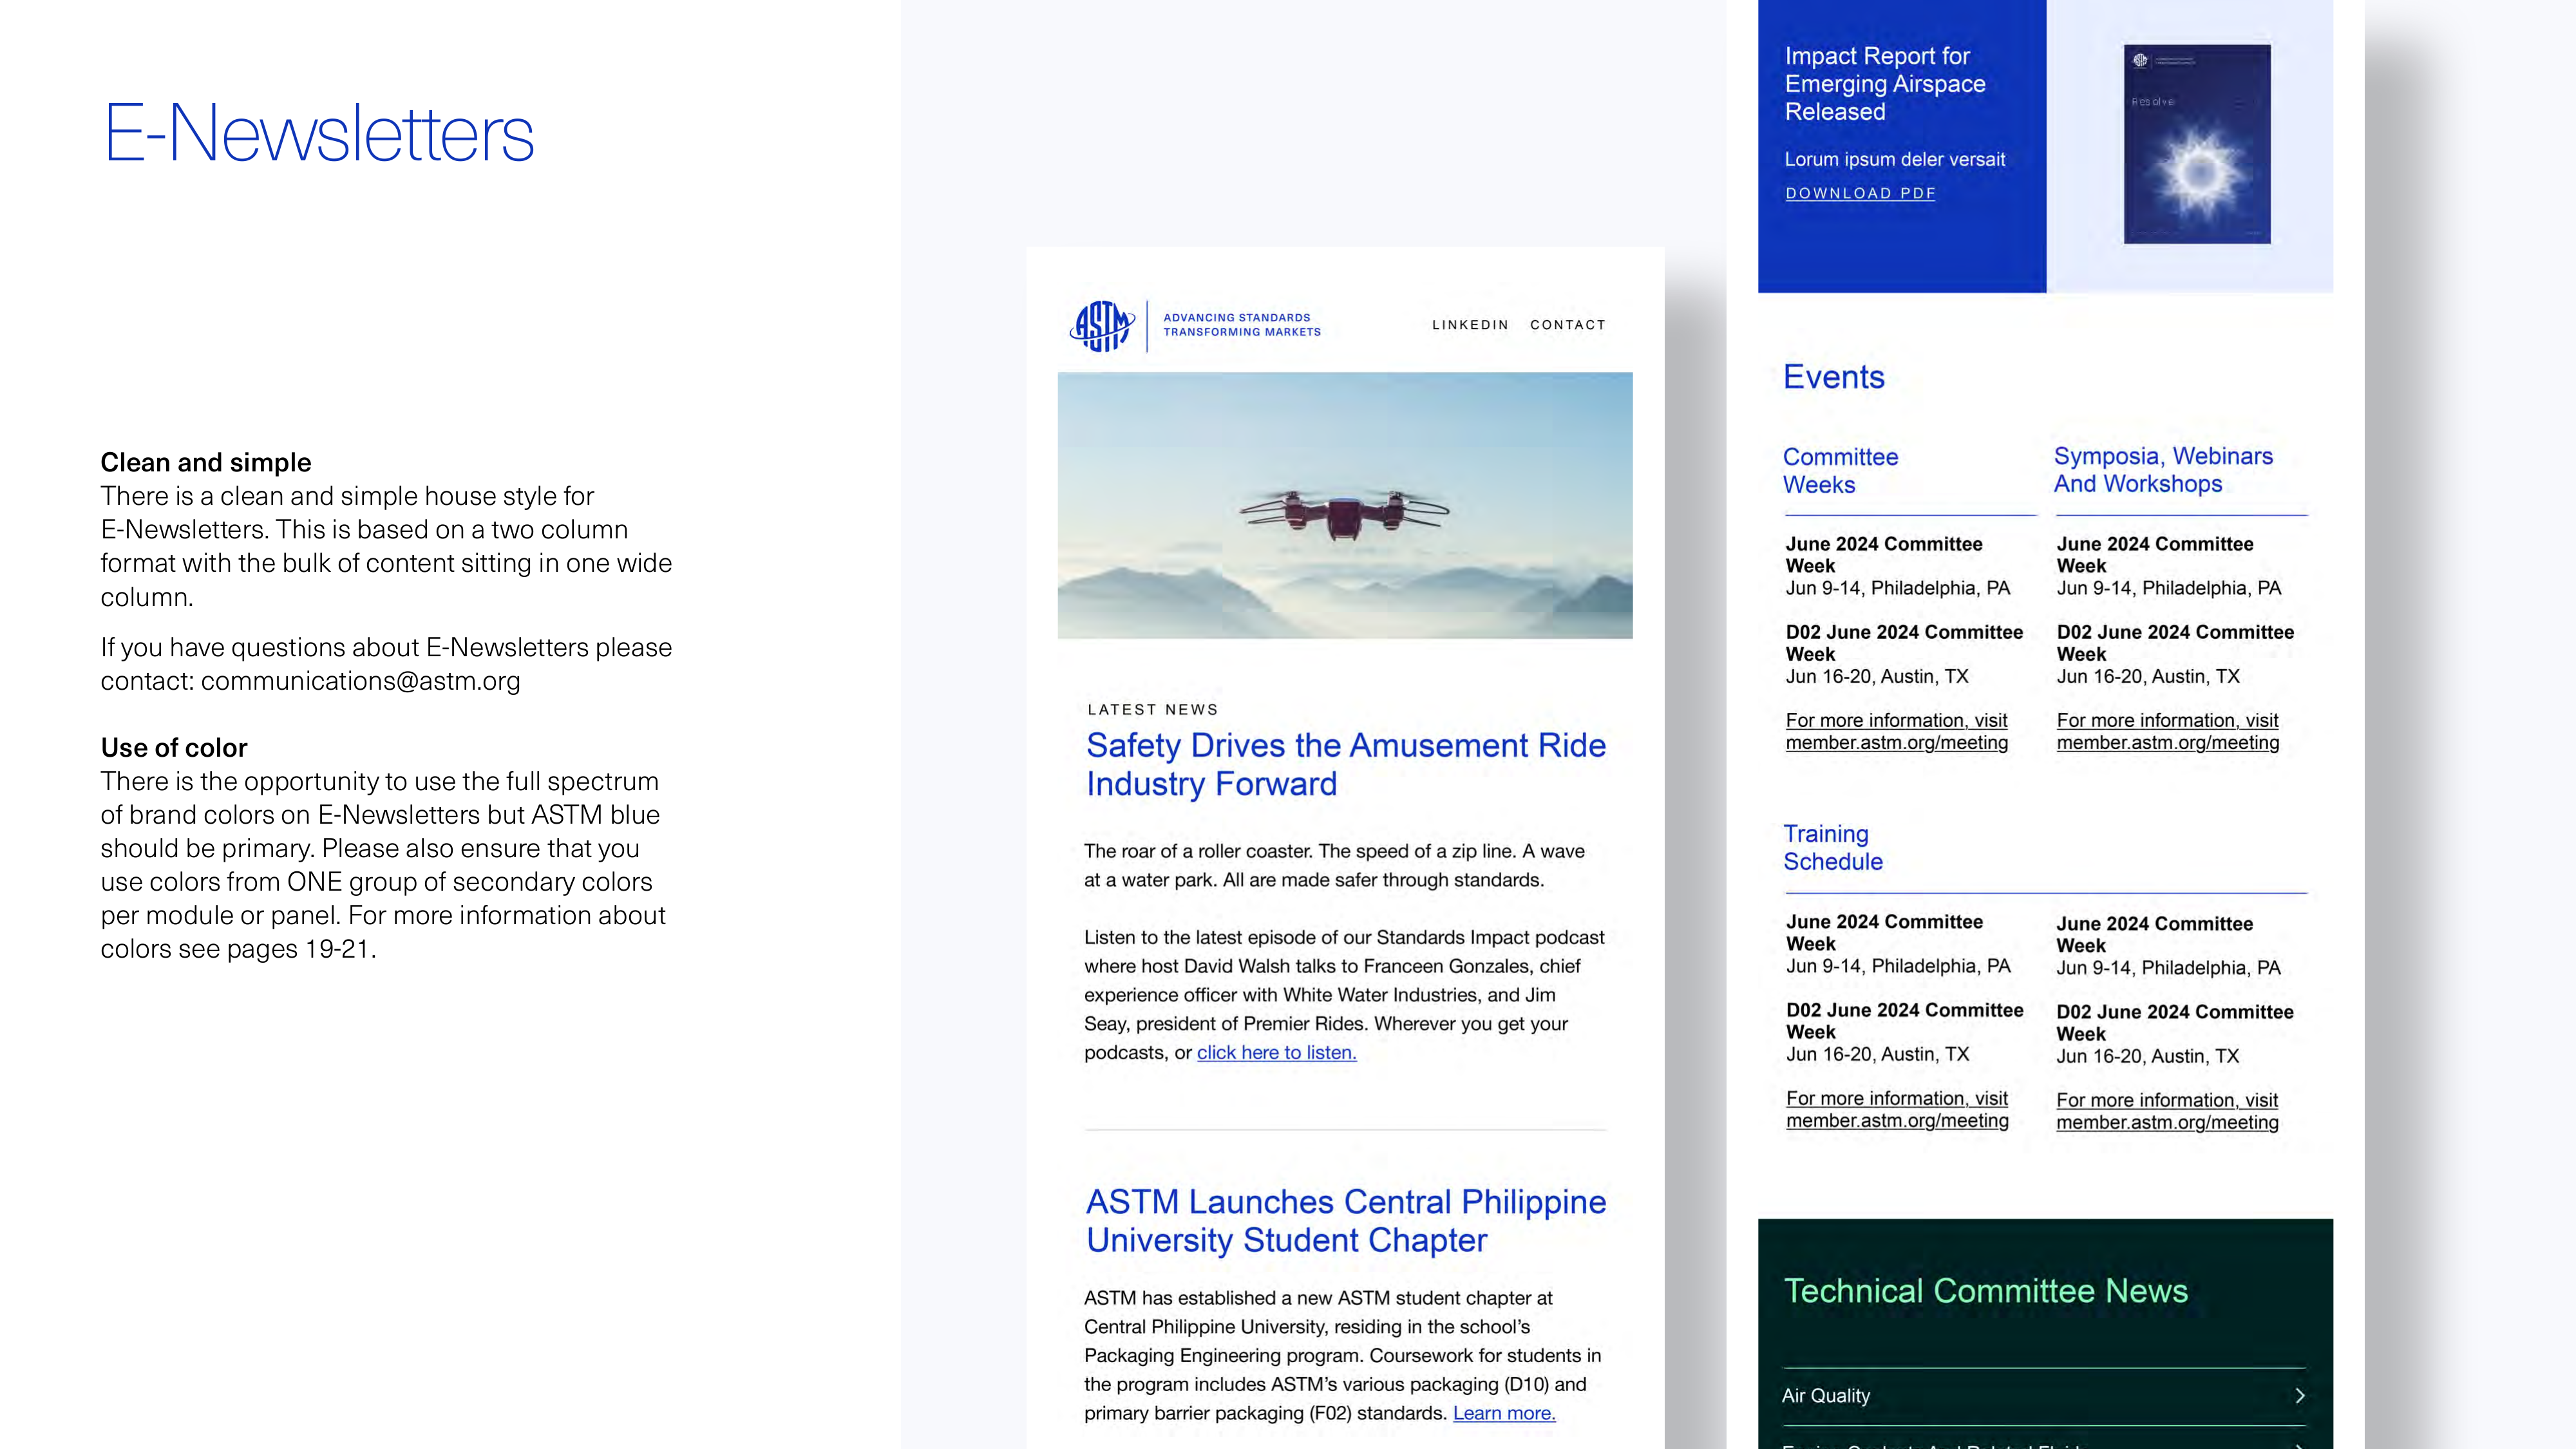 E-Newsletters
Clean and simple
There is a clean and simple house style for
E-Newsletters. This is based on a two column
format with the bulk of content sitting in one wide
column.
If you have questions about E-Newsletters please
contact: communications@astm.org
Use of color
There is the opportunity to use the full spectrum
of brand colors on E-Newsletters but ASTM blue
should be primary. Please also ensure that you
use colors from ONE group of secondary colors
per module or panel. For more information about
colors see pages 19-21.
ASTM
ADVANCING STANDARDS
TRANSFORMING MARKETS
LINKEDIN CONTACT
LATEST NEWS
Safety Drives the Amusement Ride
Industry Forward
The roar of a roller coaster. The speed of a zip line. A wave
at a water park. All are made safer through standards.
Listen to the latest episode of our Standards Impact podcast
where host David Walsh talks to Franceen Gonzales, chief
experience officer with White Water Industries, and Jim
Seay, president of Premier Rides. Wherever you get your
podcasts, or click here to listen.
ASTM Launches Central Philippine
University Student Chapter
ASTM has established a new ASTM student chapter at
Central Philippine University, residing in the school’s
Packaging Engineering program. Coursework for students in
the program includes ASTM’s various packaging (D10) and
primary barrier packaging (F02) standards. Learn more.
Impact Report for
Emerging Airspace
Released
Lorum ipsum deler versait
DOWNLOAD PDF
Resolve
Events
Committee
Weeks
June 2024 Committee
Week
Jun 9-14, Philadelphia, PA
D02 June 2024 Committee
Week
Jun 16-20, Austin, TX
For more information, visit
member.astm.org/meeting
Symposia, Webinars
And Workshops
June 2024 Committee
Week
Jun 9-14, Philadelphia, PA
D02 June 2024 Committee
Week
Jun 16-20, Austin, TX
For more information, visit
member.astm.org/meeting
Training
Schedule
June 2024 Committee
Week
Jun 9-14, Philadelphia, PA
D02 June 2024 Committee
Week
Jun 16-20, Austin, TX
For more information, visit
member.astm.org/meeting
June 2024 Committee
Week
Jun 9-14, Philadelphia, PA
D02 June 2024 Committee
Week
Jun 16-20, Austin, TX
For more information, visit
member.astm.org/meeting
Technical Committee News
Air Quality